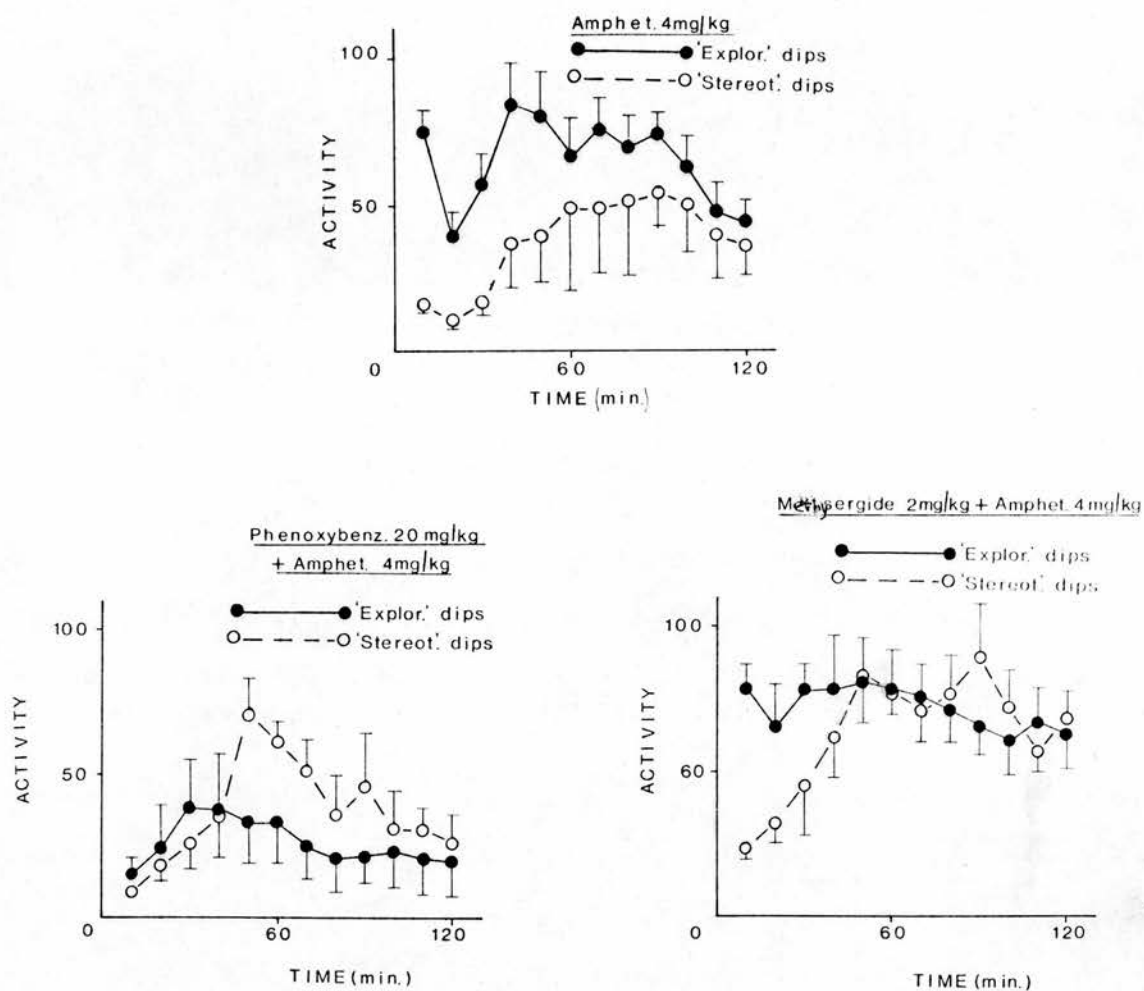 Amphet. 4mg/kg
'Explor.' dips
'Stereot'. dips
100
50
0
60
120
ACTIVITY
TIME (min.)
Phenoxybenz. 20 mg/kg
+ Amphet. 4mg/kg
'Explor.' dips
'Stereot'. dips
100
50
0
60
120
ACTIVITY
TIME (min.)
Methysergide 2mg/kg + Amphet. 4mg/kg
'Explor.' dips
'Stereot'. dips
100
60
0
60
120
ACTIVITY
TIME (min.)